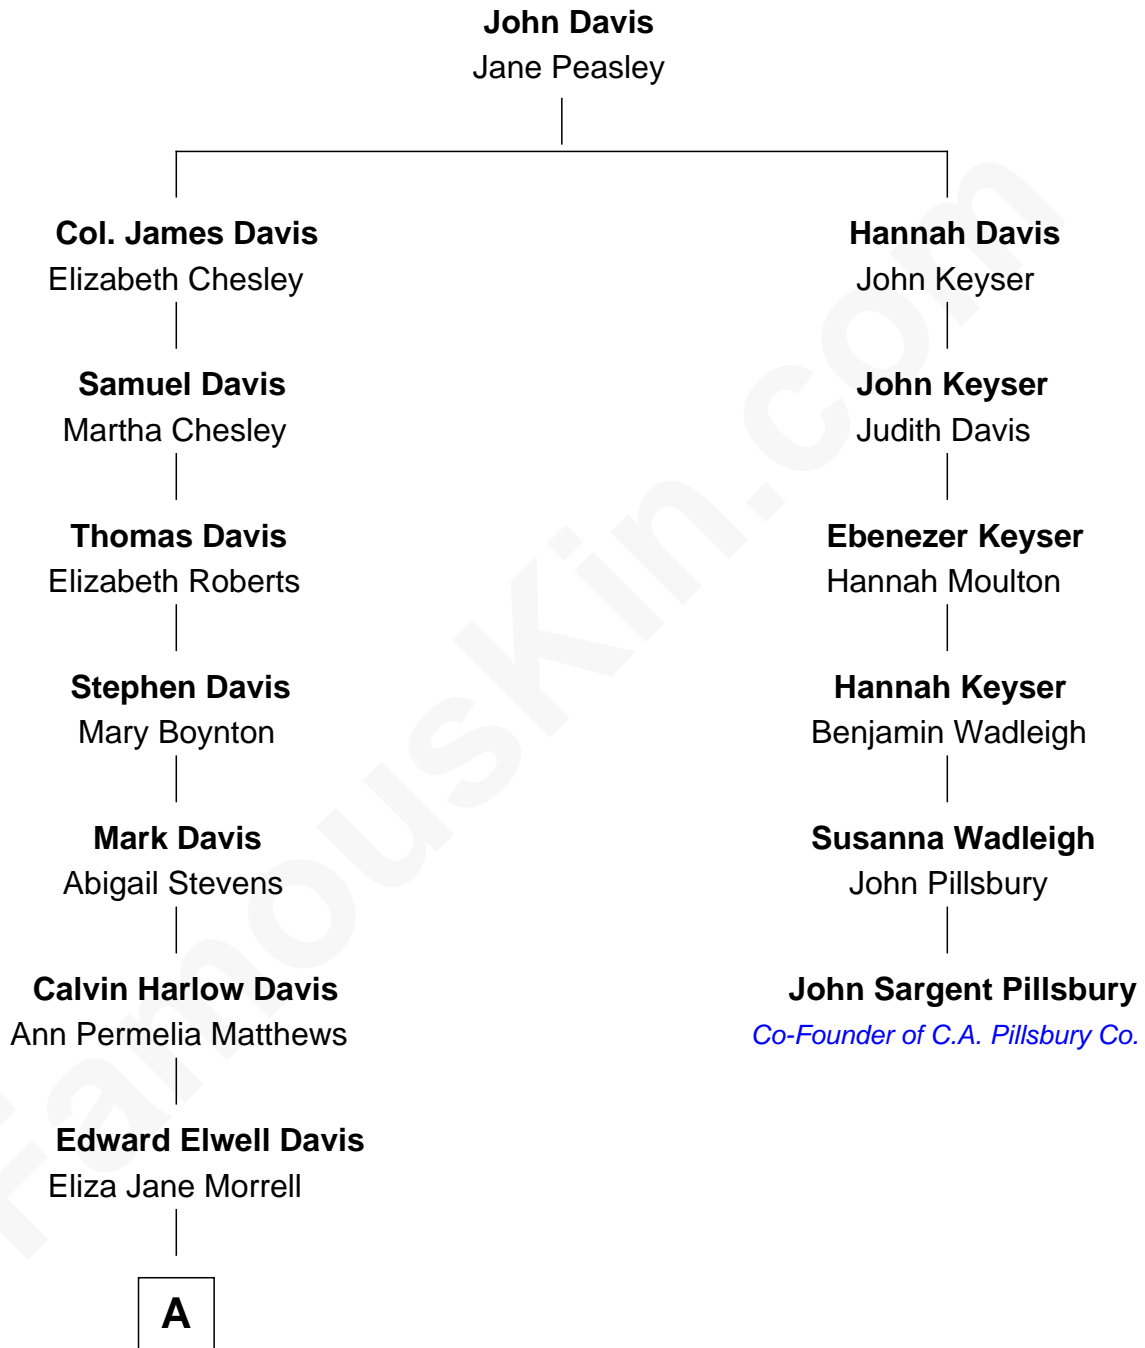 John Davis
Jane Peasley
Col. James Davis
Elizabeth Chesley
Hannah Davis
John Keyser
Samuel Davis
Martha Chesley
John Keyser
Judith Davis
Thomas Davis
Elizabeth Roberts
Ebenezer Keyser
Hannah Moulton
Stephen Davis
Mary Boynton
Hannah Keyser
Benjamin Wadleigh
Mark Davis
Abigail Stevens
Susanna Wadleigh
John Pillsbury
Calvin Harlow Davis
Ann Permelia Matthews
John Sargent Pillsbury
Co-Founder of C.A. Pillsbury Co.
Edward Elwell Davis
Eliza Jane Morrell
A
FamousKin.com